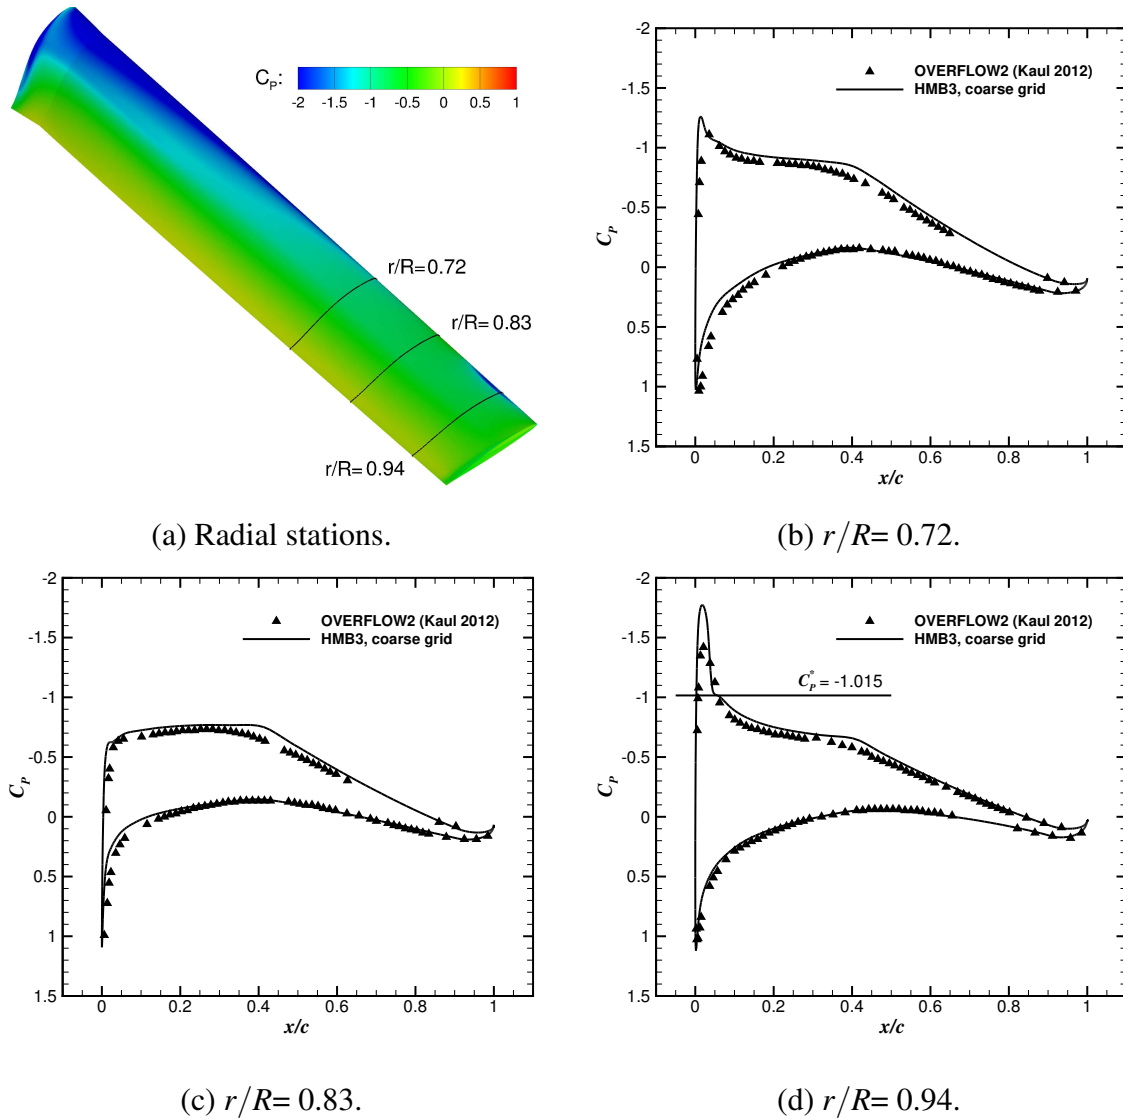 C_P:
-2 -1.5 -1 -0.5 0 0.5 1
r/R=0.72
r/R=0.83
r/R=0.94
(a) Radial stations.
-2
-1.5
-1
-0.5
0
0.5
1
1.5
C_P
OVERFLOW2 (Kaul 2012)
HMB3, coarse grid
0 0.2 0.4 0.6 0.8 1
x/c
(b) r/R= 0.72.
-2
-1.5
-1
-0.5
0
0.5
1
1.5
C_P
OVERFLOW2 (Kaul 2012)
HMB3, coarse grid
0 0.2 0.4 0.6 0.8 1
x/c
(c) r/R= 0.83.
-2
-1.5
-1
-0.5
0
0.5
1
1.5
C_P
OVERFLOW2 (Kaul 2012)
HMB3, coarse grid
C_P^* = -1.015
0 0.2 0.4 0.6 0.8 1
x/c
(d) r/R= 0.94.